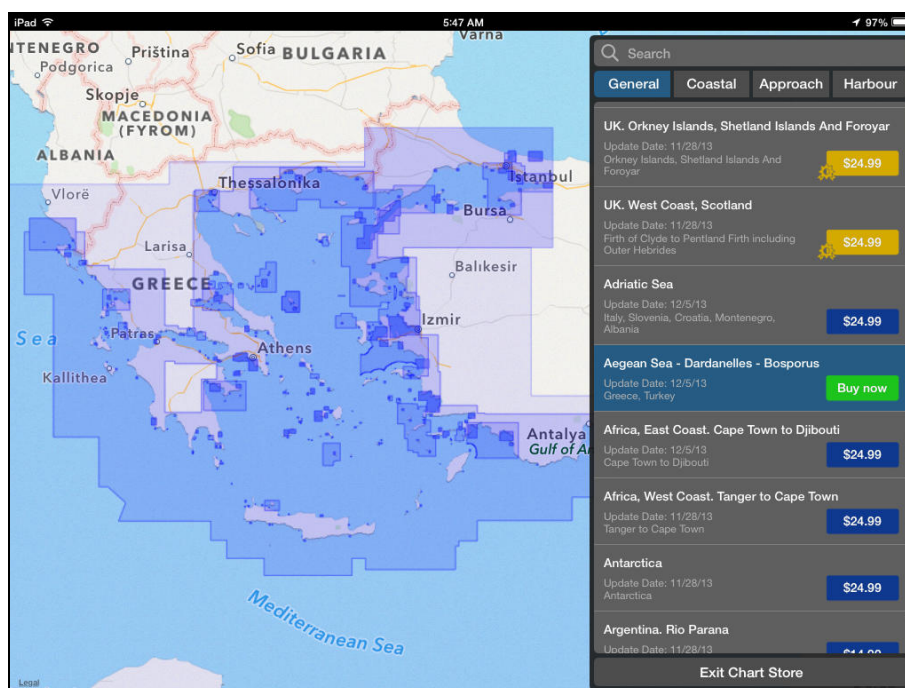 iPad
5:47 AM
97%
Varna
NTENEGRO
Priština
Sofia
BULGARIA
Podgorica
Skopje
MACEDONIA
(FYROM)
ALBANIA
Vlorë
Thessalonika
Istanbul
Bursa
Larisa
Balıkesir
GREECE
Izmir
Sea
Patras
Athens
Kallithea
Antalya
Gulf of
Mediterranean Sea
Legal
Search
General
Coastal
Approach
Harbour
UK. Orkney Islands, Shetland Islands And Foroyar
Update Date: 11/28/13
Orkney Islands, Shetland Islands And
Foroyar
$24.99
UK. West Coast, Scotland
Update Date: 11/28/13
Firth of Clyde to Pentland Firth including
Outer Hebrides
$24.99
Adriatic Sea
Update Date: 12/5/13
Italy, Slovenia, Croatia, Montenegro,
Albania
$24.99
Aegean Sea - Dardanelles - Bosporus
Update Date: 12/5/13
Greece, Turkey
Buy now
Africa, East Coast. Cape Town to Djibouti
Update Date: 12/5/13
Cape Town to Djibouti
$24.99
Africa, West Coast. Tanger to Cape Town
Update Date: 11/28/13
Tanger to Cape Town
$24.99
Antarctica
Update Date: 11/28/13
Antarctica
$24.99
Argentina. Rio Parana
Update Date: 11/28/13
$14.99
Exit Chart Store